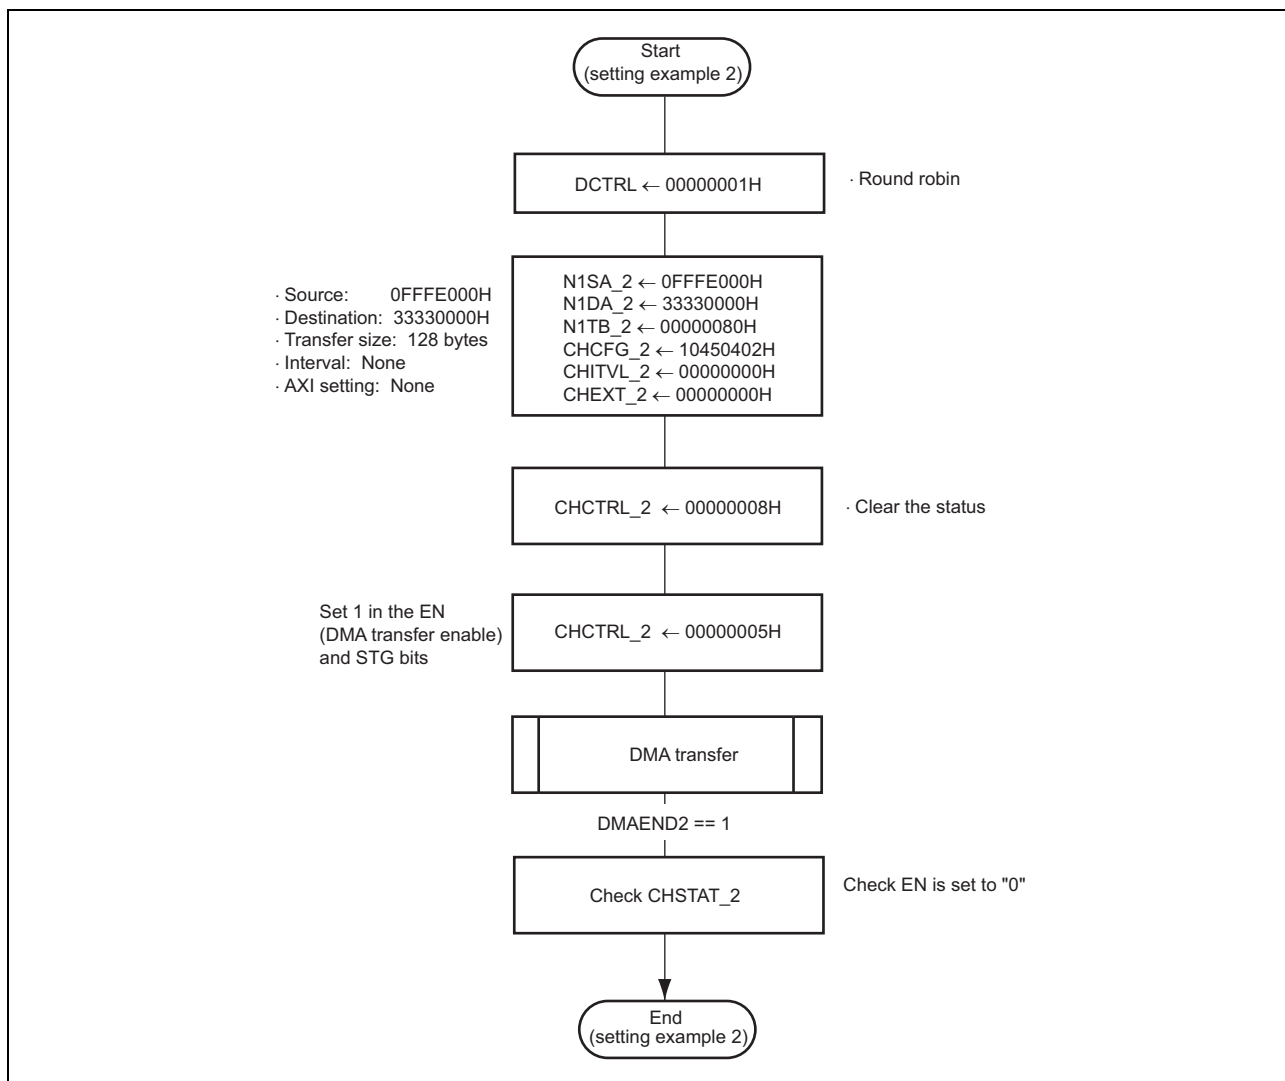 Start
(setting example 2)
DCTRL ← 00000001H
· Round robin
· Source: 0FFFE000H
· Destination: 33330000H
· Transfer size: 128 bytes
· Interval: None
· AXI setting: None
N1SA_2 ← 0FFFE000H
N1DA_2 ← 33330000H
N1TB_2 ← 00000080H
CHCFG_2 ← 10450402H
CHITVL_2 ← 00000000H
CHEXT_2 ← 00000000H
CHCTRL_2 ← 00000008H
· Clear the status
Set 1 in the EN
(DMA transfer enable)
and STG bits
CHCTRL_2 ← 00000005H
DMA transfer
DMAEND2 == 1
Check CHSTAT_2
Check EN is set to "0"
End
(setting example 2)